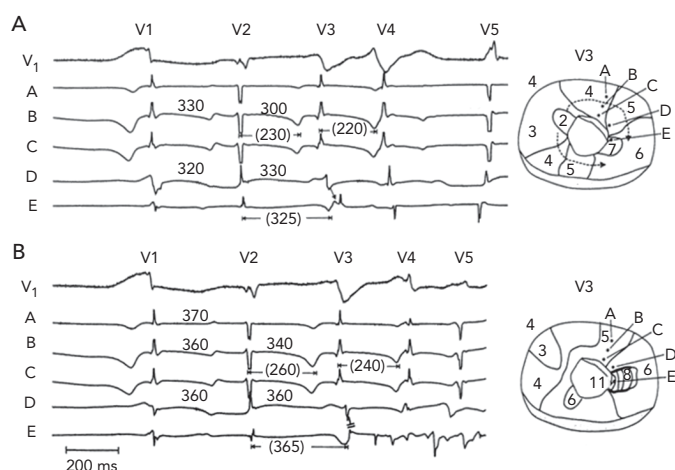 A
V1 V2 V3 V4 V5
V1
A
B 330 300
(230) (220)
C
D 320 330
E
(325)
V3
4 4 A B C
2 D
3 E
7
4 5 6
B
V1 V2 V3 V4 V5
V1
A 370
B 360 340
(260) (240)
C
D 360 360
E
(365)
200 ms
V3
4 A B C
5
3 D
8 6
4 11 E
6